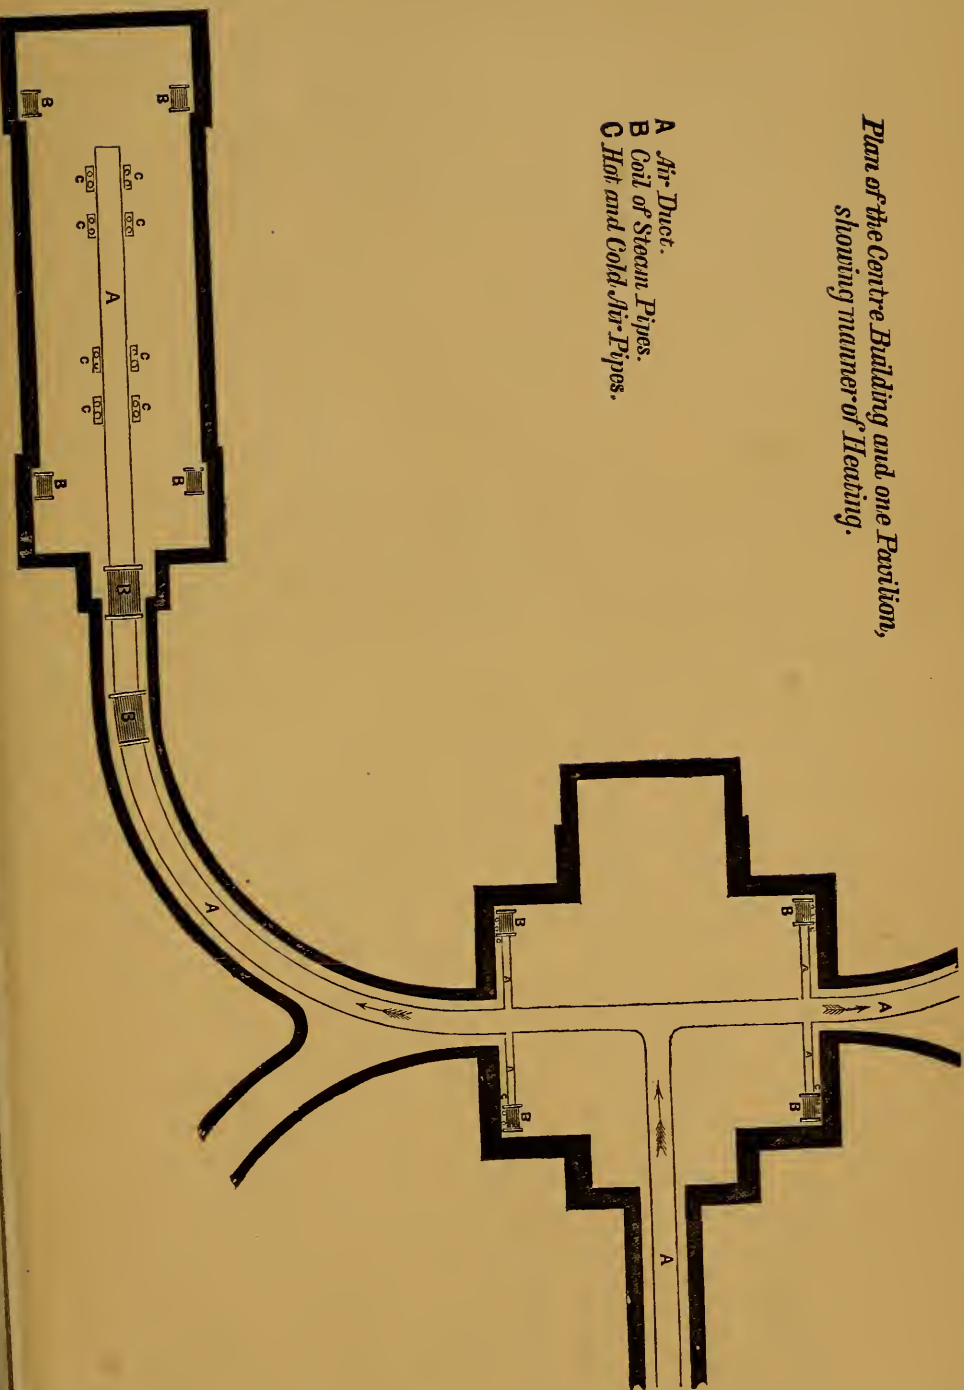 Plan of the Centre Building and one Pavilion,
showing manner of Heating.
A Air Duct.
B Coil of Steam Pipes.
C Hot and Cold Air Pipes.
B
B
C
C
C
C
A
C
C
C
C
B
B
B
B
A
B
B
A
A
A
A
A
C
C
B
B
A